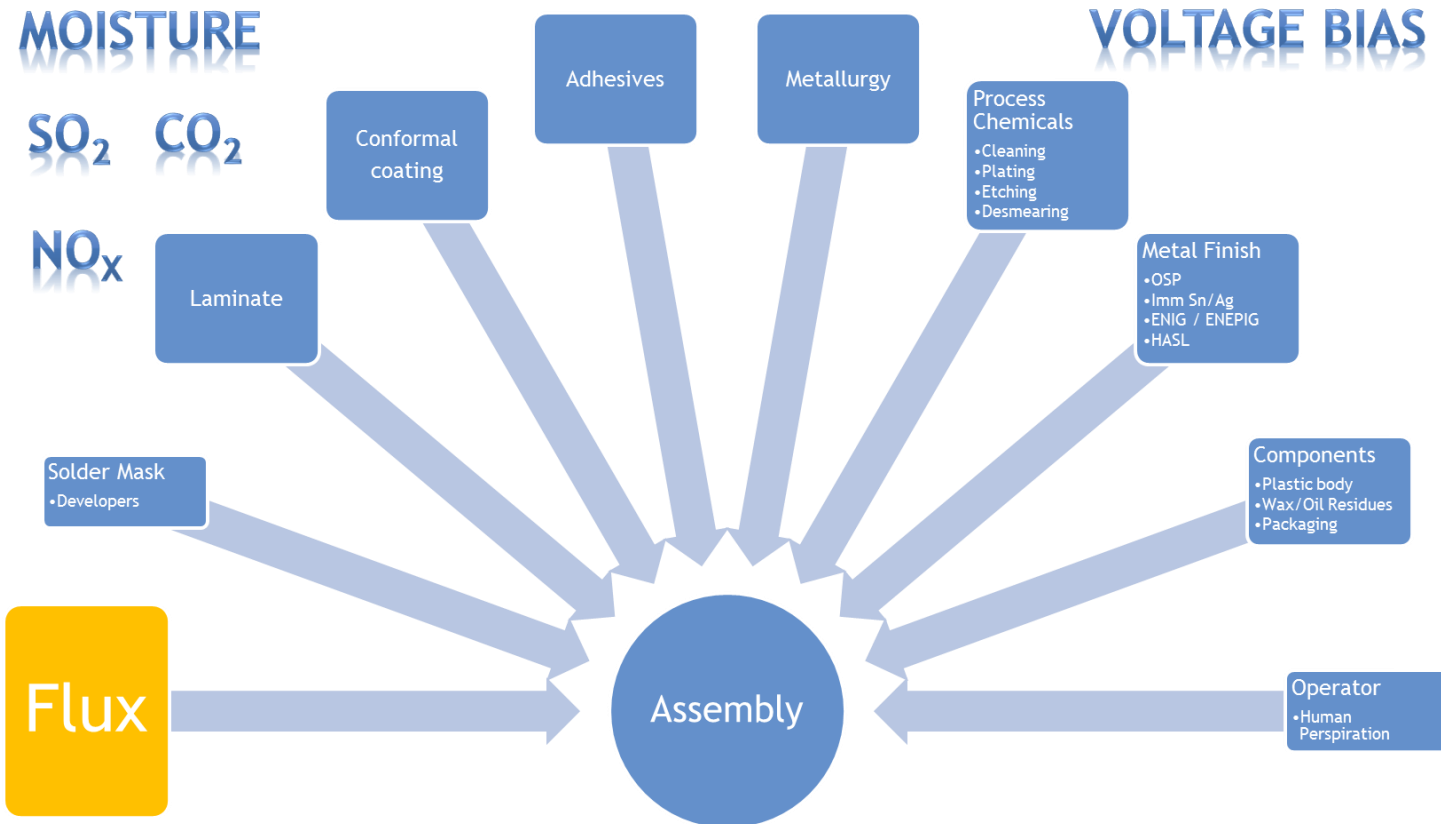 MOISTURE
VOLTAGE BIAS
SO₂ CO₂
NOₓ
Adhesives
Metallurgy
Conformal
coating
Process
Chemicals
•Cleaning
•Plating
•Etching
•Desmearing
Laminate
Metal Finish
•OSP
•Imm Sn/Ag
•ENIG / ENEPIG
•HASL
Solder Mask
•Developers
Components
•Plastic body
•Wax/Oil Residues
•Packaging
Flux
Assembly
Operator
•Human
Perspiration